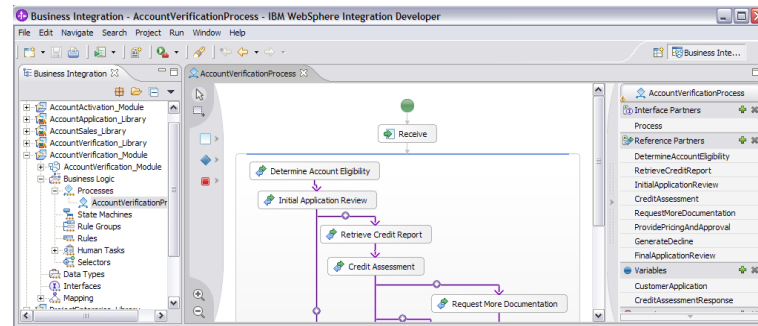 Business Integration - AccountVerificationProcess - IBM WebSphere Integration Developer
File Edit Navigate Search Project Run Window Help
Business Inte...
Business Integration
AccountVerificationProcess
AccountActivation_Module
AccountApplication_Library
AccountSales_Library
AccountVerification_Library
AccountVerification_Module
AccountVerification_Module
Business Logic
Processes
AccountVerificationPr
State Machines
Rule Groups
Rules
Human Tasks
Selectors
Data Types
Interfaces
Mapping
Receive
Determine Account Eligibility
Initial Application Review
Retrieve Credit Report
Credit Assessment
Request More Documentation
AccountVerificationProcess
Interface Partners
Process
Reference Partners
DetermineAccountEligibility
RetrieveCreditReport
InitialApplicationReview
CreditAssessment
RequestMoreDocumentation
ProvidePricingAndApproval
GenerateDecline
FinalApplicationReview
Variables
CustomerApplication
CreditAssessmentResponse